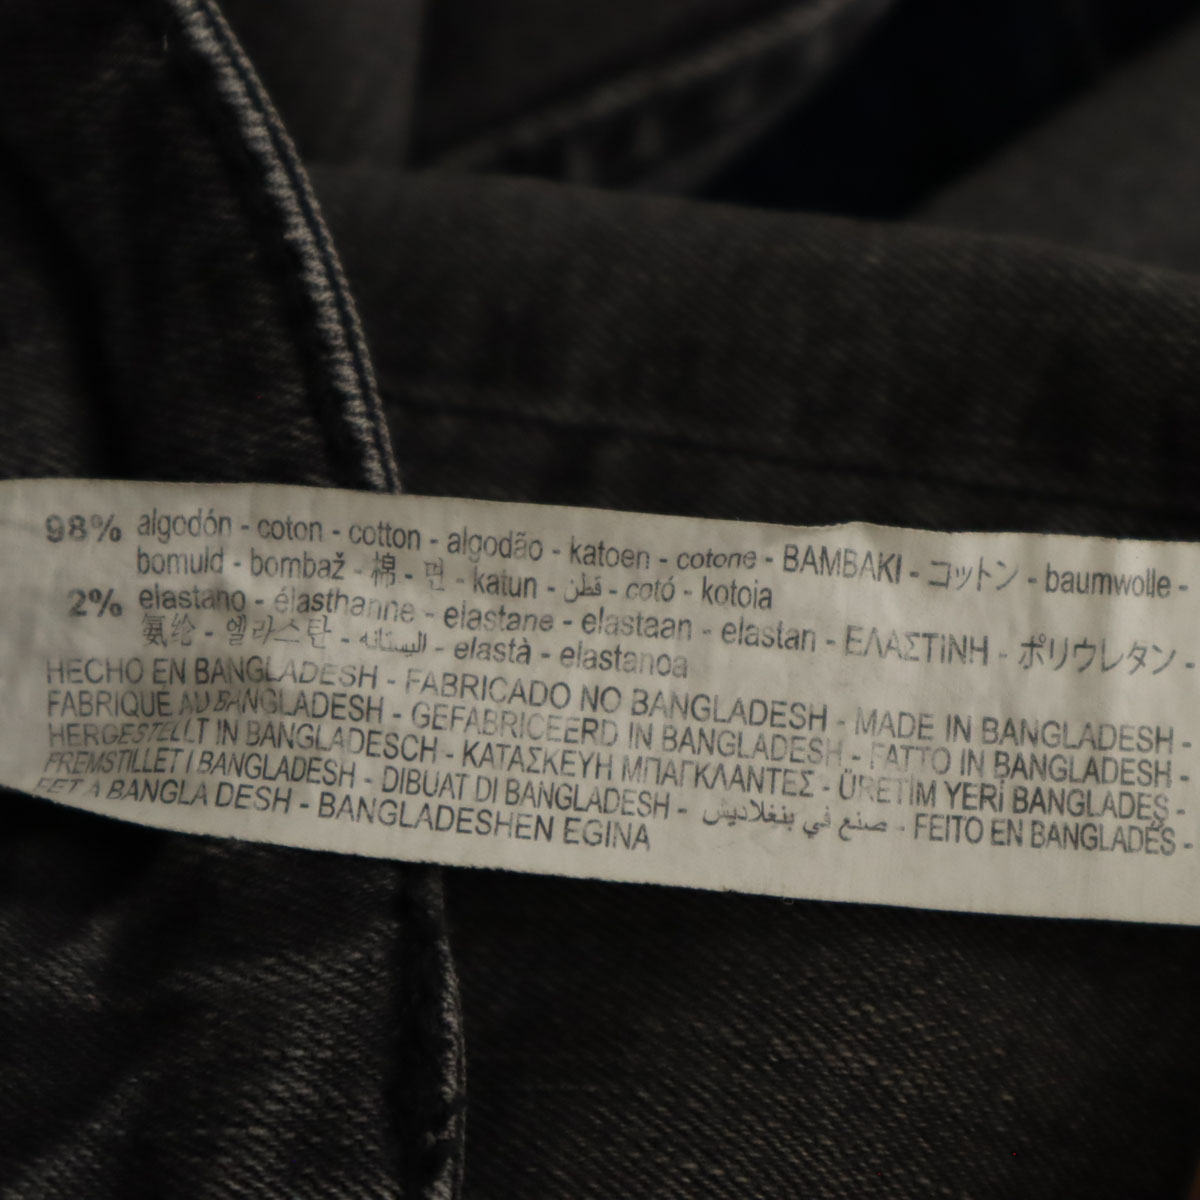 98% algodón - coton - cotton - algodão - katoen - cotone - BAMBAKI - コットン - baumwolle -
bomuld - bombaž - 棉 - 면 - katun - قطن - cotó - kotoia
2% elastano - élasthanne - elastane - elastaan - elastan - ΕΛΑΣΤΙΝΗ - ポリウレタン -
氨纶 - 엘라스탄 - الیستانه - elastà - elastanoa
HECHO EN BANGLADESH - FABRICADO NO BANGLADESH - MADE IN BANGLADESH -
FABRIQUÉ AU BANGLADESH - GEFABRICEERD IN BANGLADESH - FATTO IN BANGLADESH -
HERGESTELLT IN BANGLADESCH - ΚΑΤΑΣΚΕΥΗ ΜΠΑΓΚΛΑΝΤΕΣ - ÜRETİM YERİ BANGLADEŞ -
FREMSTILLET I BANGLADESH - DIBUAT DI BANGLADESH - صنع في بنغلاديش - FEITO EN BANGLADÉS -
FET A BANGLA DESH - BANGLADESHEN EGINA